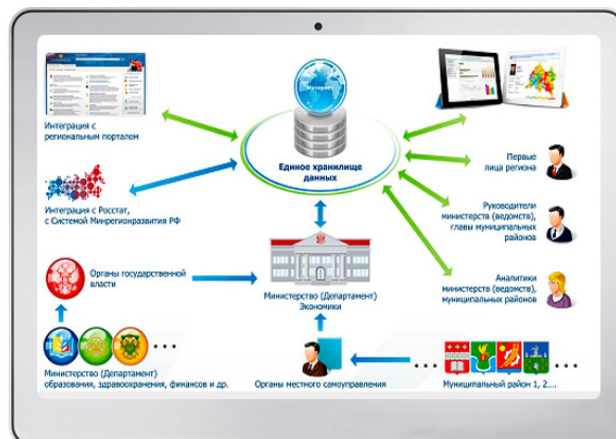 Интернет
Интеграция с
региональным порталом
Единое хранилище
данных
Первые
лица региона
Интеграция с Росстат,
с Системой Минрегионразвития РФ
Руководители
министерств (ведомств),
главы муниципальных
районов
Органы государственной
власти
Министерство (Департамент)
Экономики
Аналитики
министерств (ведомств),
муниципальных районов
Министерство (Департамент)
образования, здравоохранения, финансов и др.
Органы местного самоуправления
Муниципальный район 1, 2....